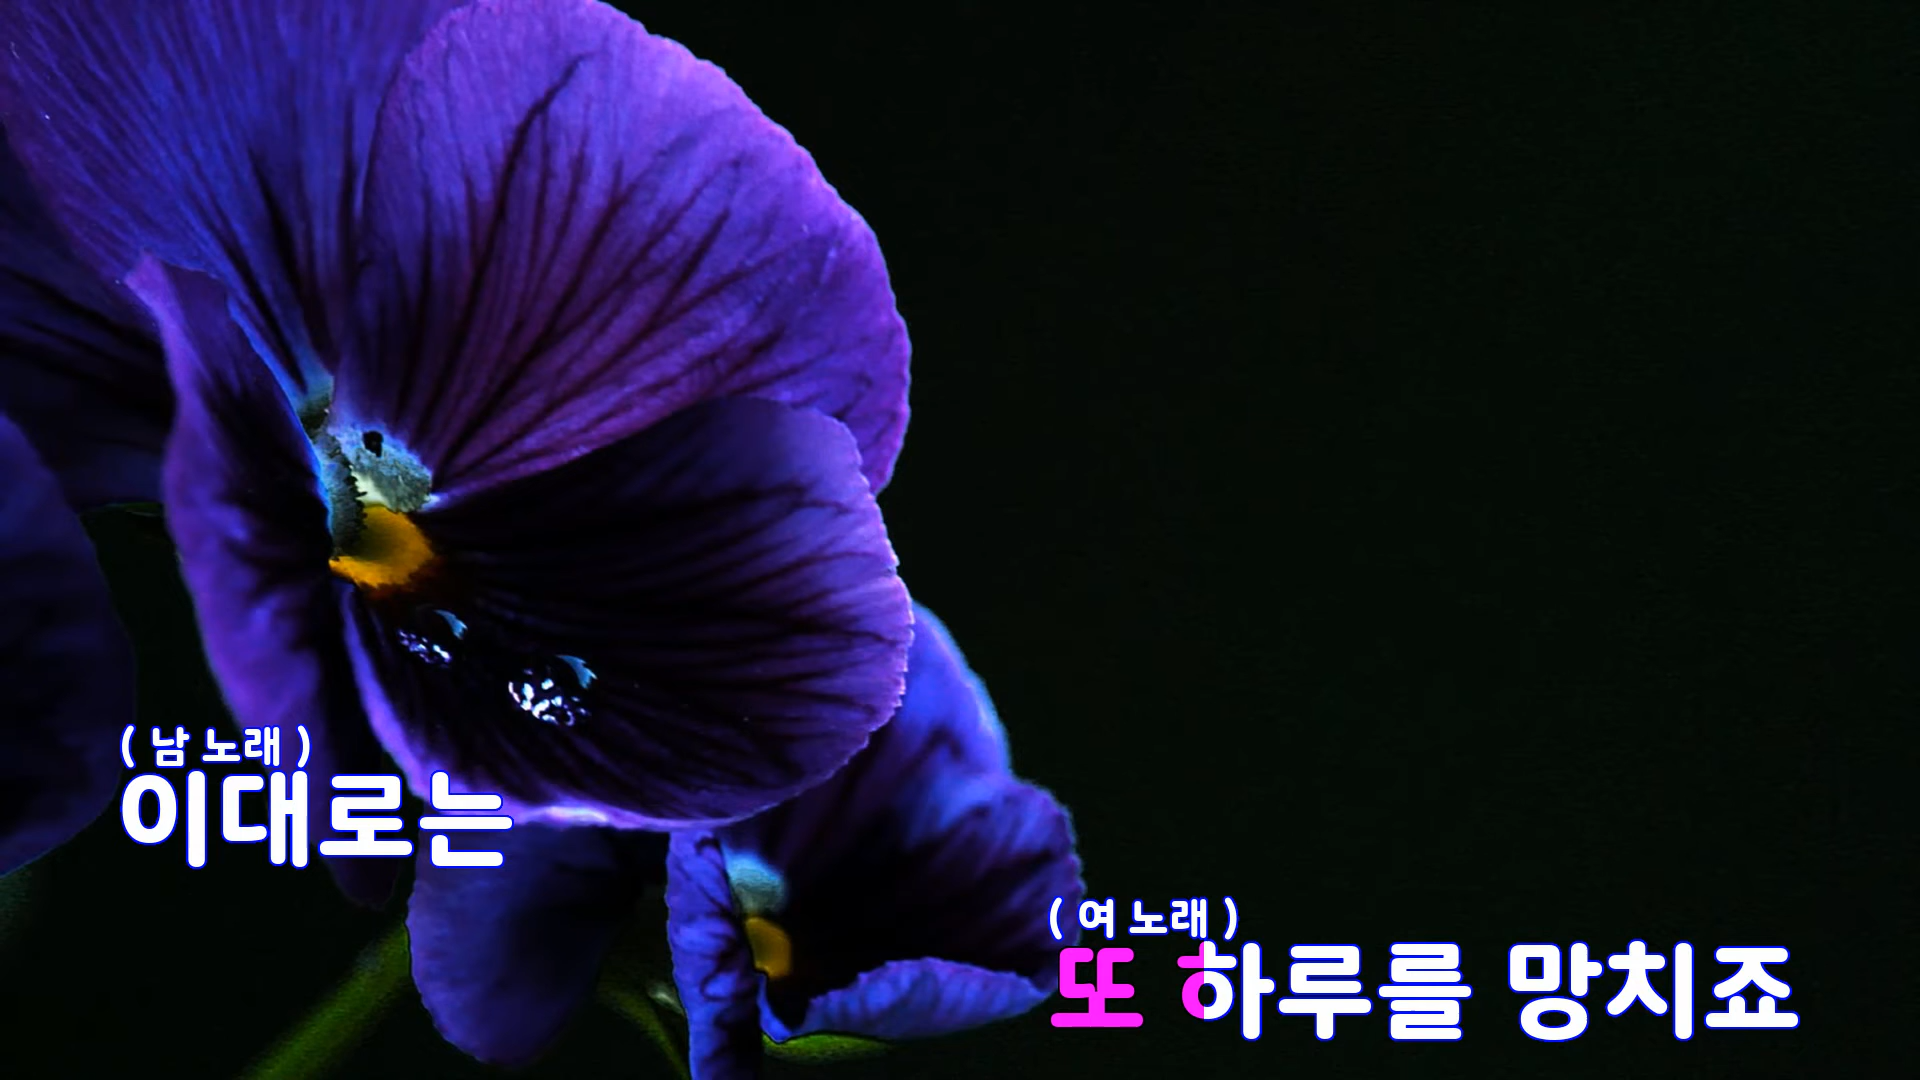 ( 남 노래 )
이대로는
( 여 노래 )
또 하루를 망치죠